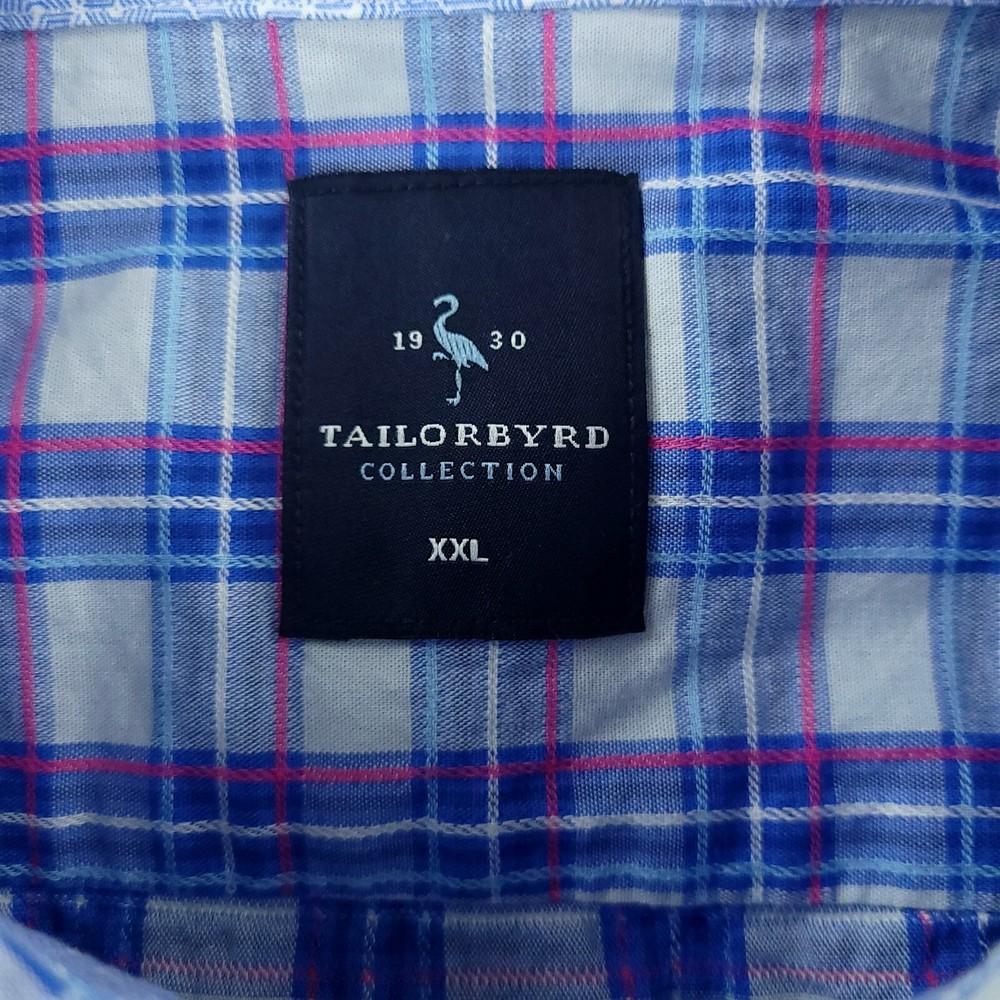 19 30
TAILORBYRD
COLLECTION
XXL